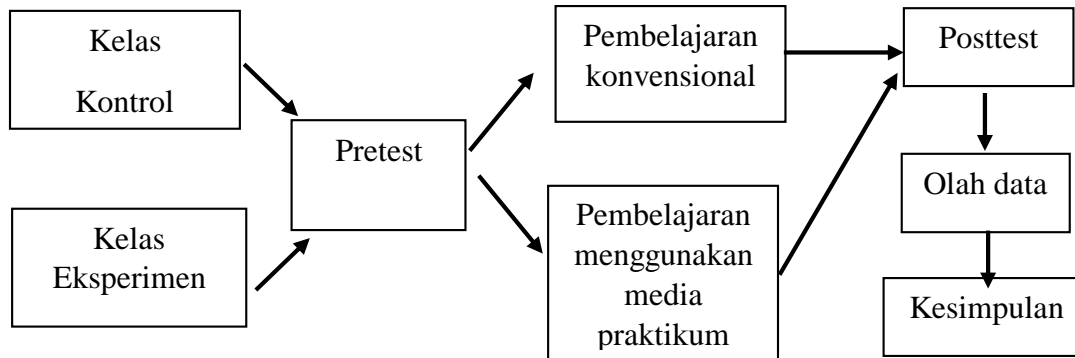 Kelas
Kontrol
Kelas
Eksperimen
Pretest
Pembelajaran
konvensional
Pembelajaran
menggunakan
media
praktikum
Posttest
Olah data
Kesimpulan